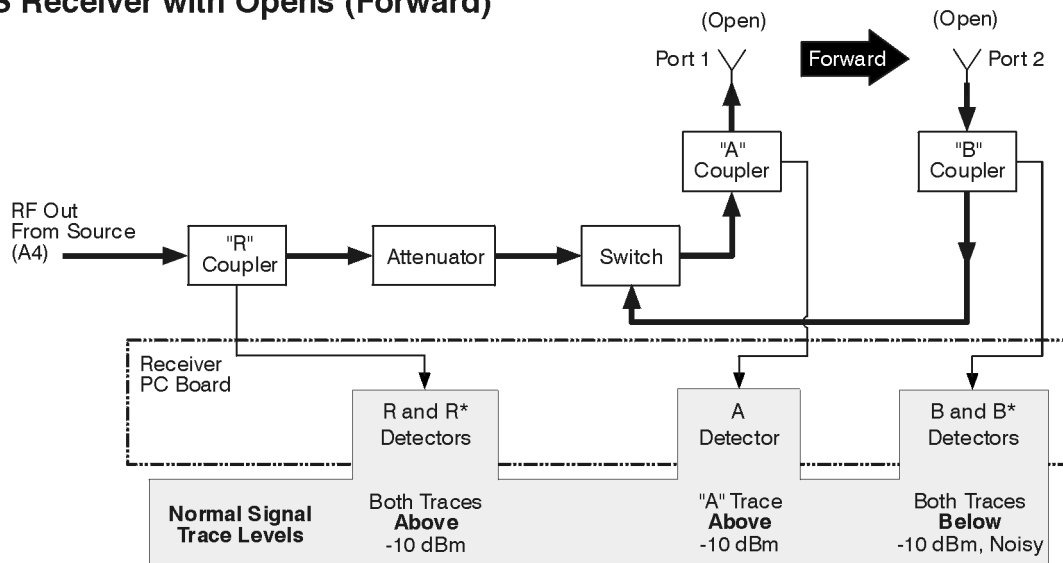 S Receiver with Opens (Forward)
(Open)
(Open)
Port 1
Forward
Port 2
"A"
Coupler
"B"
Coupler
RF Out
From Source
(A4)
"R"
Coupler
Attenuator
Switch
Receiver
PC Board
R and R*
Detectors
A
Detector
B and B*
Detectors
Normal Signal
Trace Levels
Both Traces
Above
-10 dBm
"A" Trace
Above
-10 dBm
Both Traces
Below
-10 dBm, Noisy